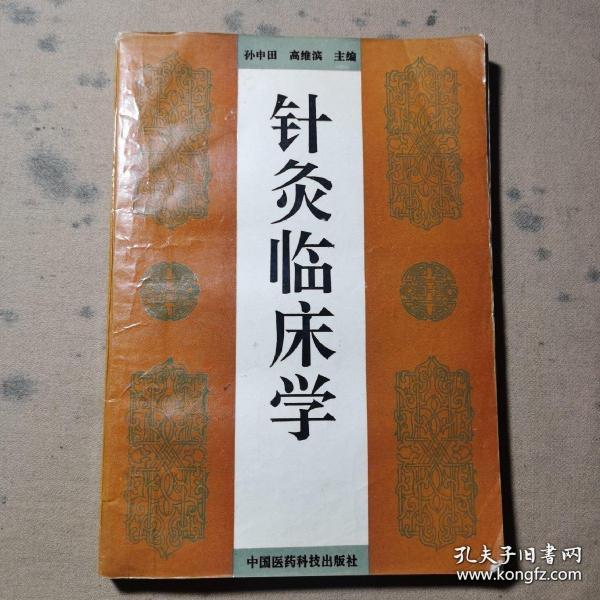 孙申田 高维滨 主编
针灸临床学
中国医药科技出版社
孔夫子旧书网
www.kongfz.com